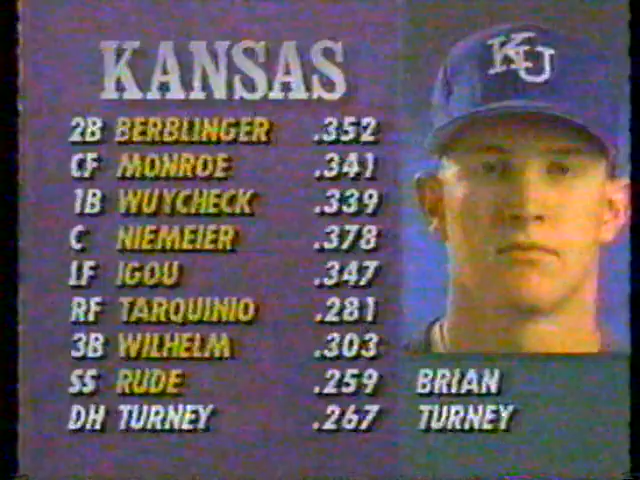 KU
KANSAS
2B BERBLINGER .352
CF MONROE .341
1B WUYCHECK .339
C NIEMEIER .378
LF IGOU .347
RF TARQUINIO .281
3B WILHELM .303
SS RUDE .259
DH TURNEY .267
BRIAN
TURNEY